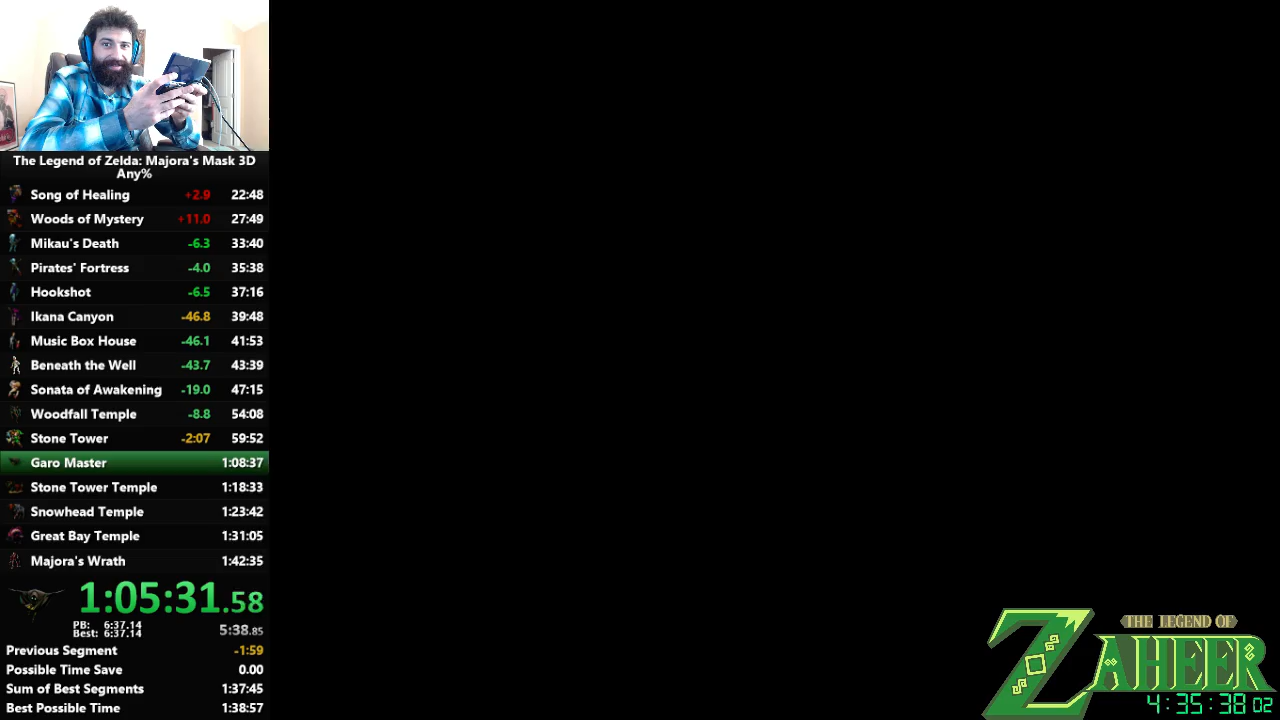 The Legend of Zelda: Majora's Mask 3D
Any%
Song of Healing +2.9 22:48
Woods of Mystery +11.0 27:49
Mikau's Death -6.3 33:40
Pirates' Fortress -4.0 35:38
Hookshot -6.5 37:16
Ikana Canyon -46.8 39:48
Music Box House -46.1 41:53
Beneath the Well -43.7 43:39
Sonata of Awakening -19.0 47:15
Woodfall Temple -8.8 54:08
Stone Tower -2:07 59:52
Garo Master 1:08:37
Stone Tower Temple 1:18:33
Snowhead Temple 1:23:42
Great Bay Temple 1:31:05
Majora's Wrath 1:42:35
1:05:31.58
PB: 6:37.14
Best: 6:37.14
5:38.85
Previous Segment -1:59
Possible Time Save 0.00
Sum of Best Segments 1:37:45
Best Possible Time 1:38:57
THE LEGEND OF
ZAHEER
4:35:38 02